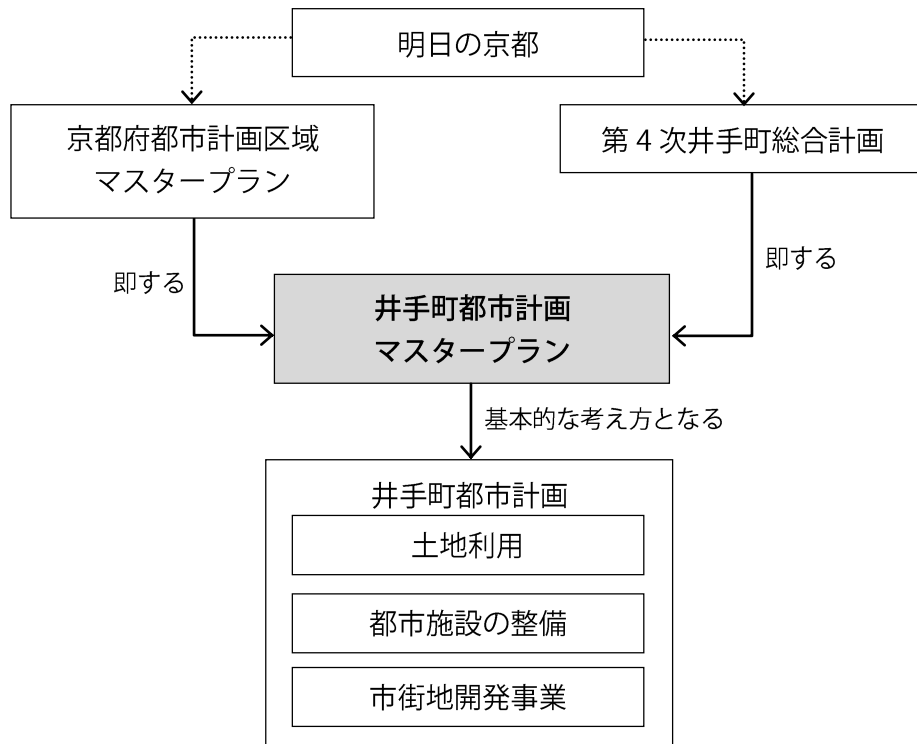 明日の京都
京都府都市計画区域
マスタープラン
第4次井手町総合計画
即する
即する
井手町都市計画
マスタープラン
基本的な考え方となる
井手町都市計画
土地利用
都市施設の整備
市街地開発事業